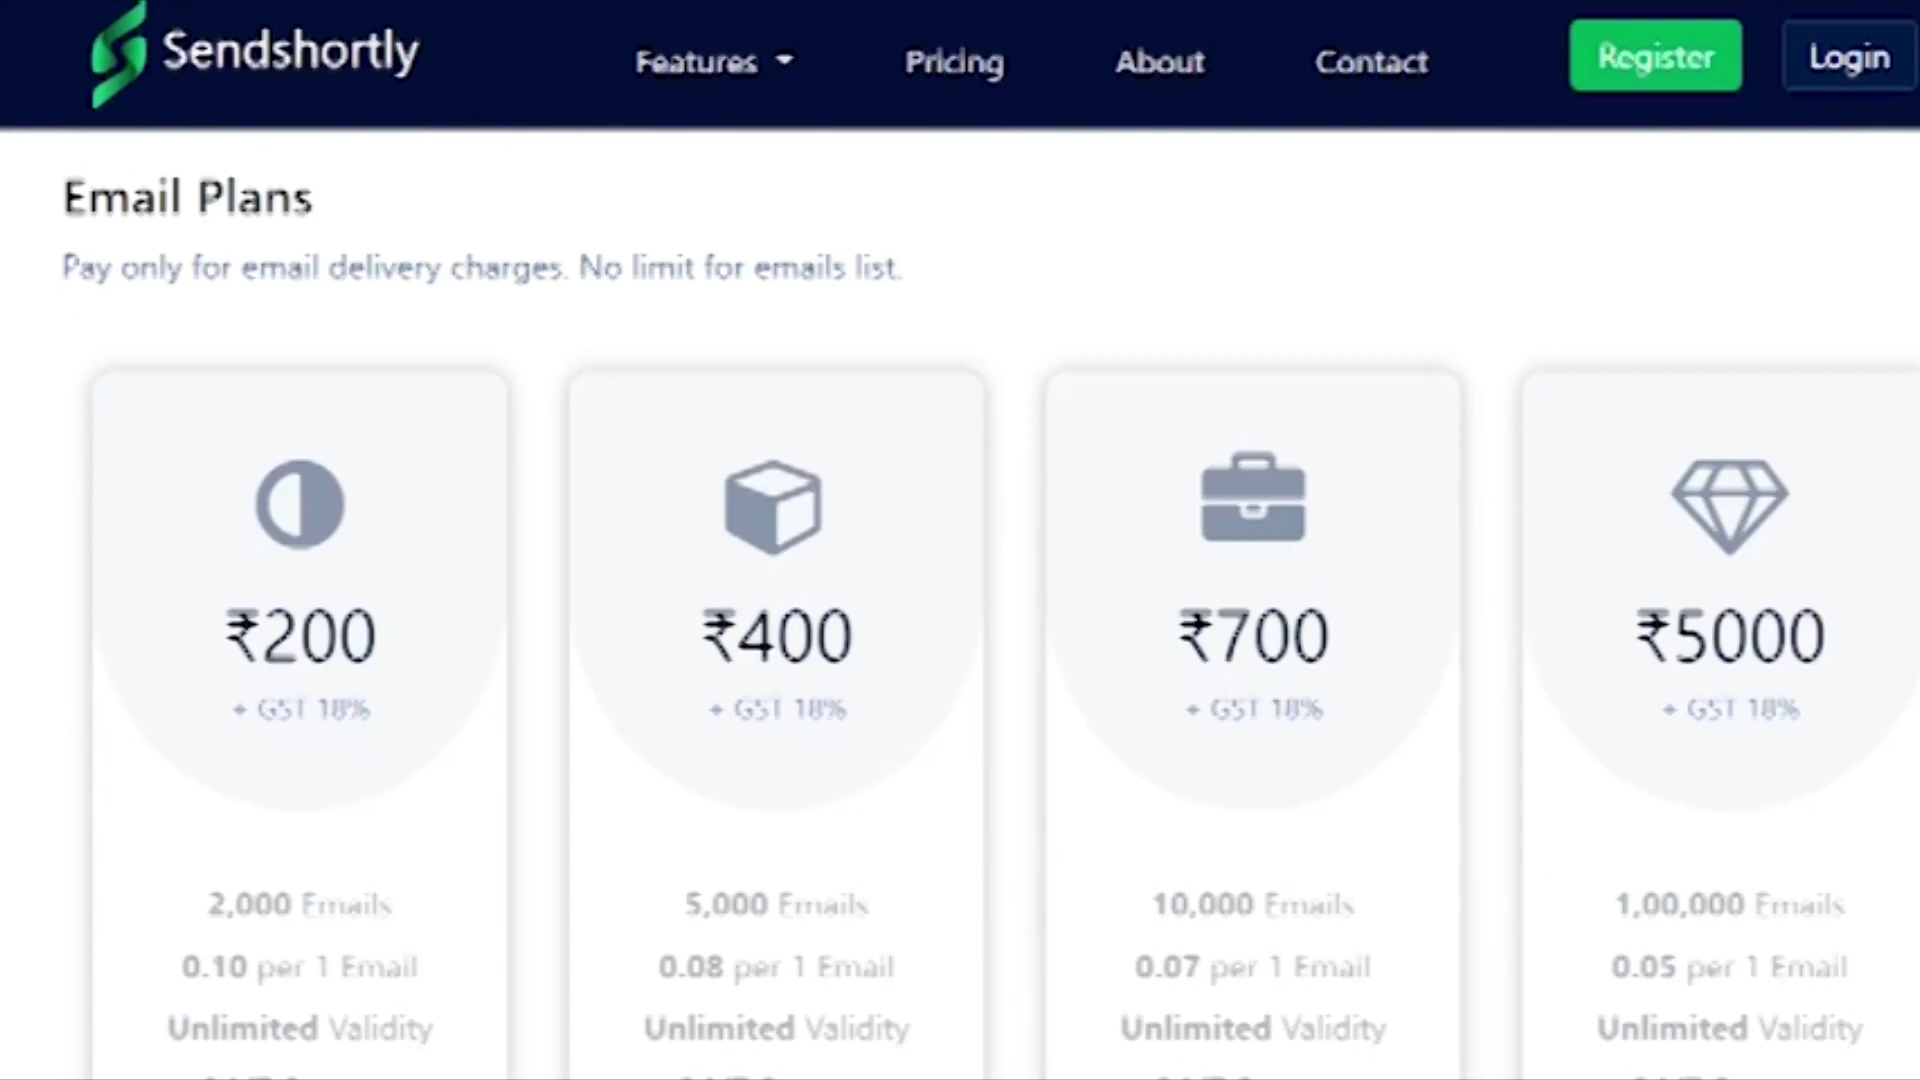 Sendshortly
Features Pricing About Contact Register Login
Email Plans
Pay only for email delivery charges. No limit for emails list.
₹200
+ GST 18%
2,000 Emails
0.10 per 1 Email
Unlimited Validity
₹400
+ GST 18%
5,000 Emails
0.08 per 1 Email
Unlimited Validity
₹700
+ GST 18%
10,000 Emails
0.07 per 1 Email
Unlimited Validity
₹5000
+ GST 18%
1,00,000 Emails
0.05 per 1 Email
Unlimited Validity